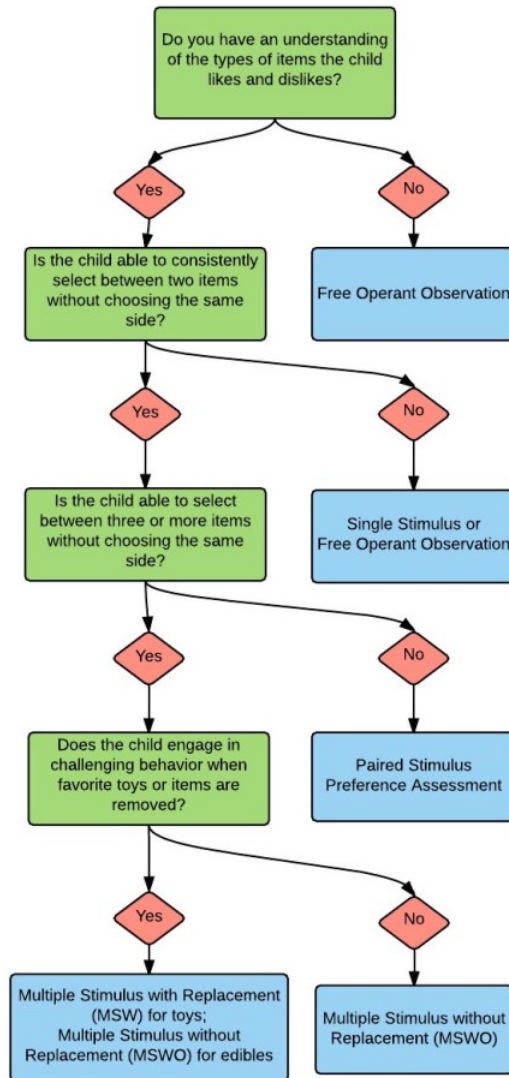 Do you have an understanding
of the types of items the child
likes and dislikes?
Yes
No
Is the child able to consistently
select between two items
without choosing the same
side?
Free Operant Observation
Yes
No
Is the child able to select
between three or more items
without choosing the same
side?
Single Stimulus or
Free Operant Observation
Yes
No
Does the child engage in
challenging behavior when
favorite toys or items are
removed?
Paired Stimulus
Preference Assessment
Yes
No
Multiple Stimulus with Replacement
(MSW) for toys;
Multiple Stimulus without
Replacement (MSWO) for edibles
Multiple Stimulus without
Replacement (MSWO)